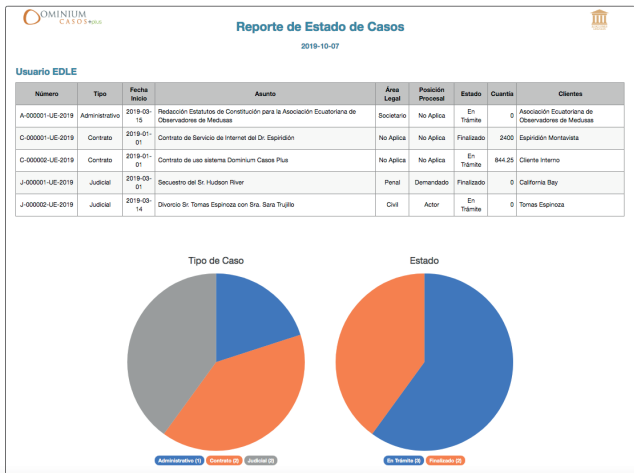 DOMINIUM
CASOS PLUS
Reporte de Estado de Casos
2019-10-07
Usuario EDLE
Número Tipo Fecha Inicio Asunto Área Legal Posición Procesal Estado Cuantía Clientes
A-000001-UE-2019 Administrativo 2019-03-15 Redacción Estatutos de Constitución para la Asociación Ecuatoriana de Observadores de Medusas Societario No Aplica En Trámite 0 Asociación Ecuatoriana de Observadores de Medusas
C-000001-UE-2019 Contrato 2019-01-01 Contrato de Servicio de Internet del Dr. Espiridión No Aplica No Aplica Finalizado 2400 Espiridión Montavista
C-000002-UE-2019 Contrato 2019-01-01 Contrato de uso sistema Dominium Casos Plus No Aplica No Aplica En Trámite 844.25 Cliente Interno
J-000001-UE-2019 Judicial 2019-03-01 Secuestro del Sr. Hudson River Penal Demandado Finalizado 0 California Bay
J-000002-UE-2019 Judicial 2019-03-14 Divorcio Sr. Tomas Espinoza con Sra. Sara Trujillo Civil Actor En Trámite 0 Tomas Espinoza
Tipo de Caso Estado
Administrativo (1) Contrato (2) Judicial (2) En Trámite (3) Finalizado (2)